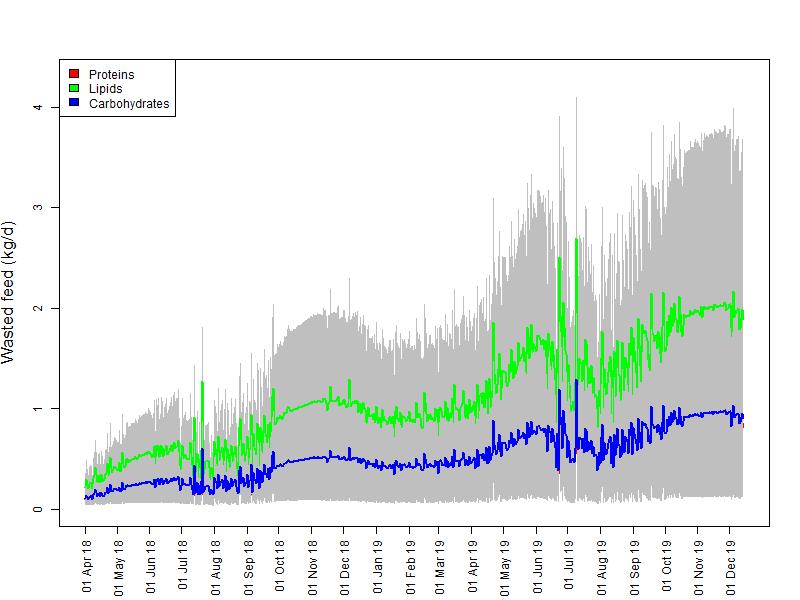 Proteins
Lipids
Carbohydrates
Wasted feed (kg/d)
4
3
2
1
0
01 Apr 18
01 May 18
01 Jun 18
01 Jul 18
01 Aug 18
01 Sep 18
01 Oct 18
01 Nov 18
01 Dec 18
01 Jan 19
01 Feb 19
01 Mar 19
01 Apr 19
01 May 19
01 Jun 19
01 Jul 19
01 Aug 19
01 Sep 19
01 Oct 19
01 Nov 19
01 Dec 19